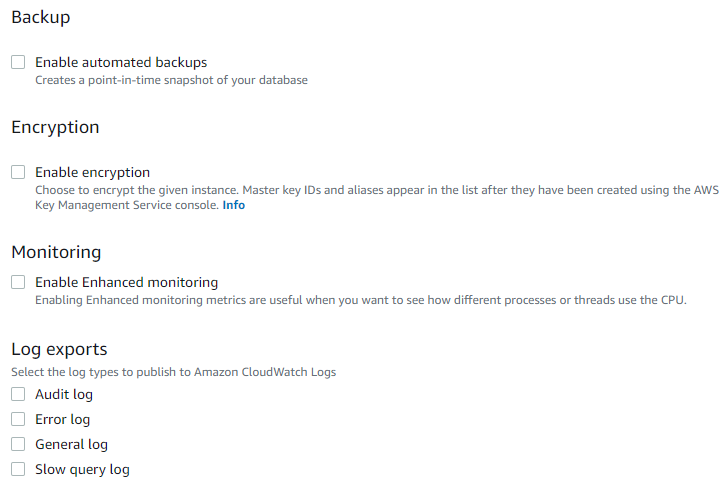 Backup
Enable automated backups
Creates a point-in-time snapshot of your database
Encryption
Enable encryption
Choose to encrypt the given instance. Master key IDs and aliases appear in the list after they have been created using the AWS
Key Management Service console. Info
Monitoring
Enable Enhanced monitoring
Enabling Enhanced monitoring metrics are useful when you want to see how different processes or threads use the CPU.
Log exports
Select the log types to publish to Amazon CloudWatch Logs
Audit log
Error log
General log
Slow query log